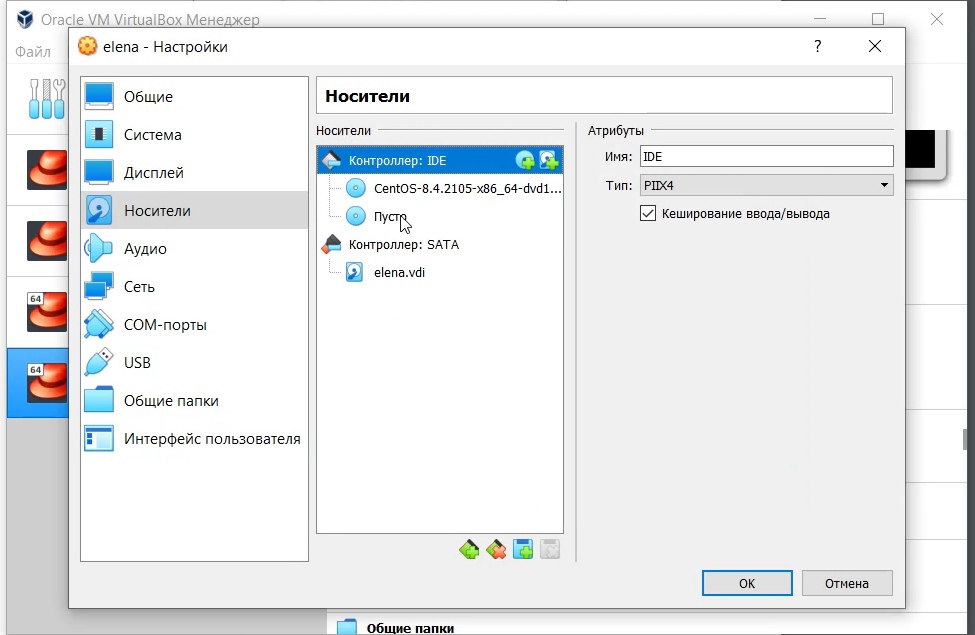 Oracle VM VirtualBox Менеджер
Файл
elena - Настройки
?
Общие
Система
Дисплей
Носители
Аудио
Сеть
COM-порты
USB
Общие папки
Интерфейс пользователя
Носители
Носители
Контроллер: IDE
CentOS-8.4.2105-x86_64-dvd1...
Пусто
Контроллер: SATA
elena.vdi
Атрибуты
Имя: IDE
Тип: PIIX4
Кеширование ввода/вывода
64
64
OK
Отмена
Общие папки